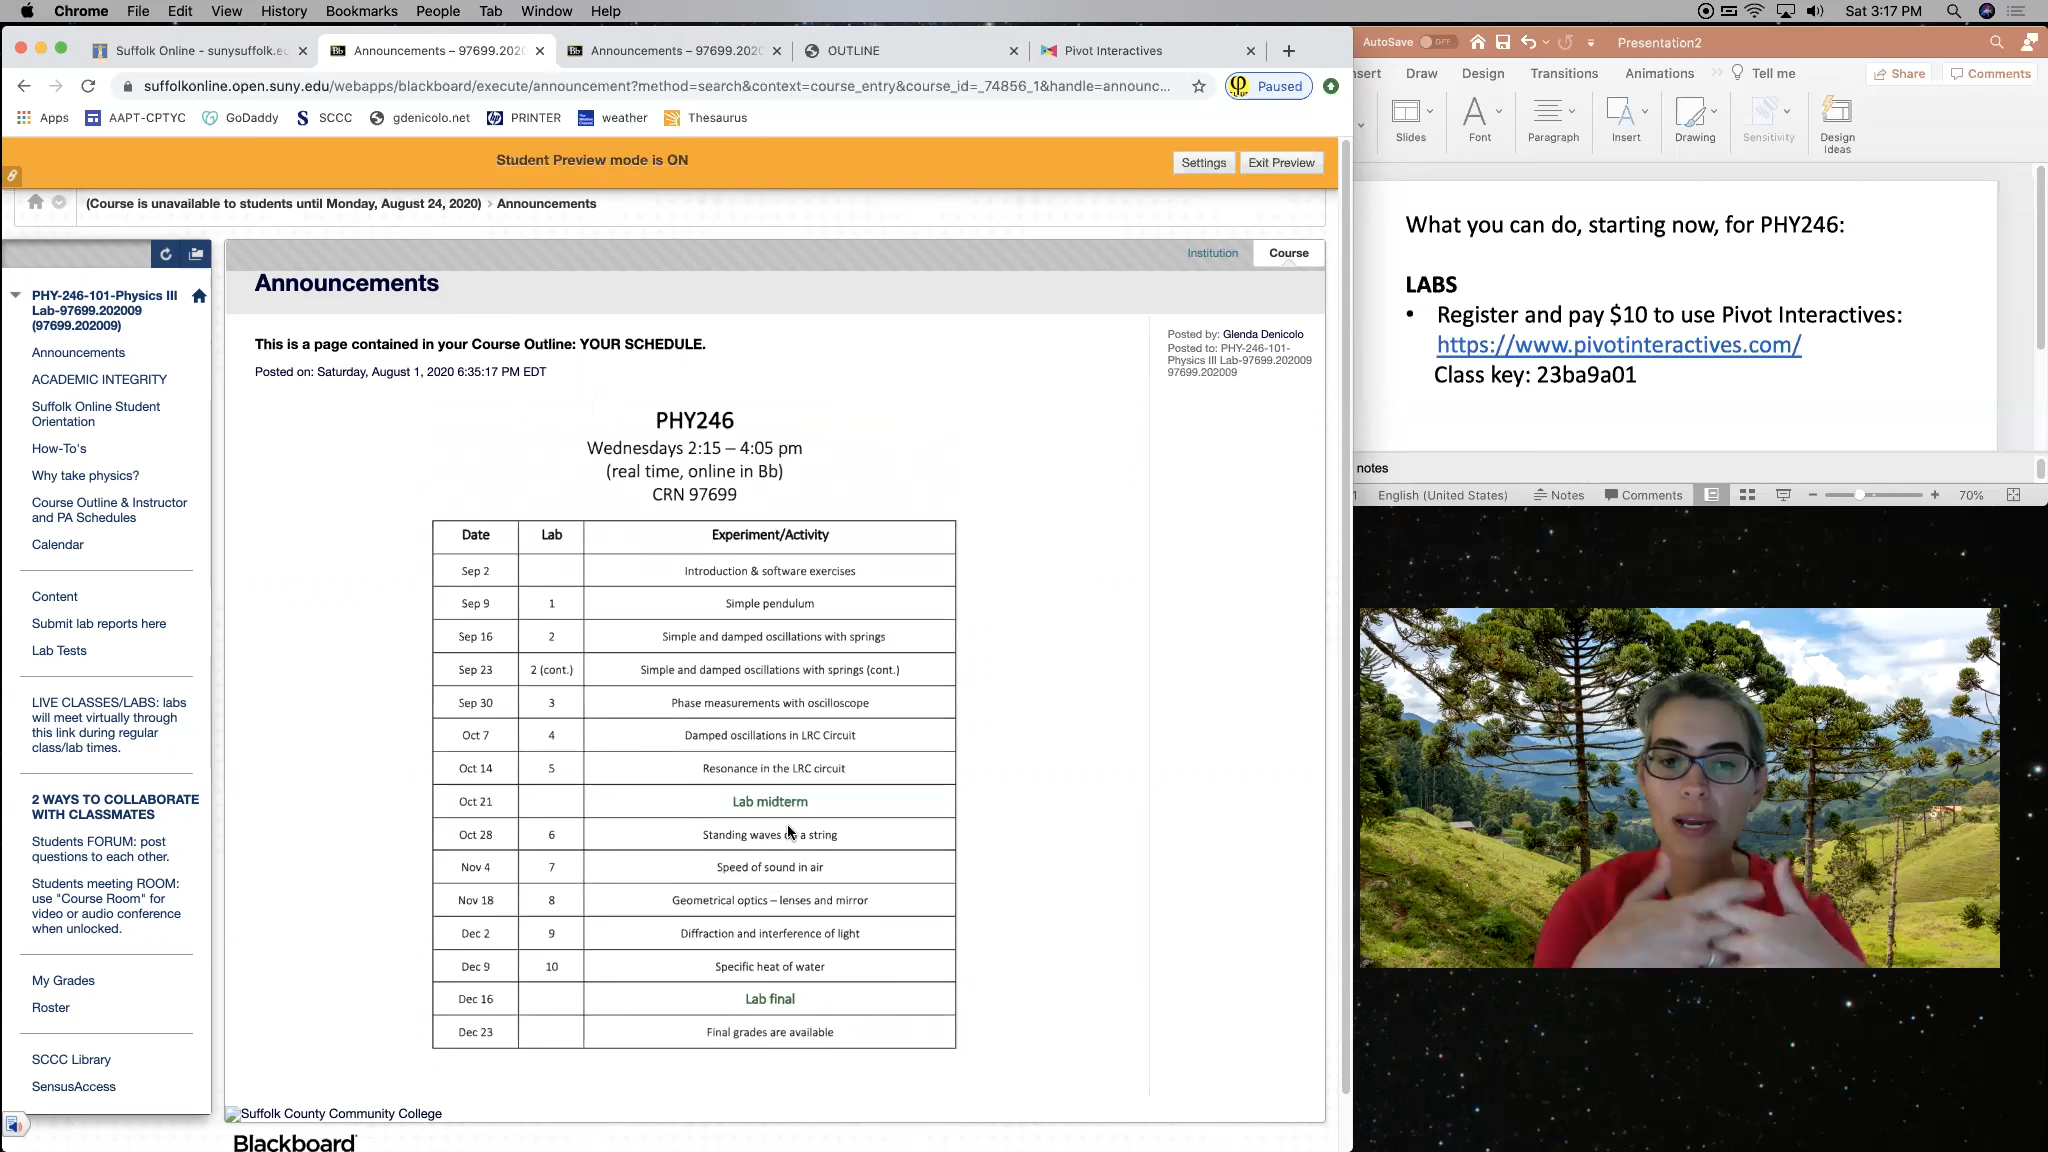 Chrome File Edit View History Bookmarks People Tab Window Help
Sat 3:17 PM
Suffolk Online - sunysuffolk.e
Announcements – 97699.202
Announcements – 97699.202
OUTLINE
Pivot Interactives
suffolkonline.open.suny.edu/webapps/blackboard/execute/announcement?method=search&context=course_entry&course_id=_74856_1&handle=announc...
Paused
Apps AAPT-CPTYC GoDaddy SCCC gdenicolo.net PRINTER weather Thesaurus
Student Preview mode is ON
Settings Exit Preview
(Course is unavailable to students until Monday, August 24, 2020) > Announcements
PHY-246-101-Physics III
Lab-97699.202009
(97699.202009)
Announcements
ACADEMIC INTEGRITY
Suffolk Online Student
Orientation
How-To's
Why take physics?
Course Outline & Instructor
and PA Schedules
Calendar
Content
Submit lab reports here
Lab Tests
LIVE CLASSES/LABS: labs
will meet virtually through
this link during regular
class/lab times.
2 WAYS TO COLLABORATE
WITH CLASSMATES
Students FORUM: post
questions to each other.
Students meeting ROOM:
use "Course Room" for
video or audio conference
when unlocked.
My Grades
Roster
SCCC Library
SensusAccess
Institution Course
Announcements
This is a page contained in your Course Outline: YOUR SCHEDULE.
Posted on: Saturday, August 1, 2020 6:35:17 PM EDT
Posted by: Glenda Denicolo
Posted to: PHY-246-101-
Physics III Lab-97699.202009
97699.202009
PHY246
Wednesdays 2:15 – 4:05 pm
(real time, online in Bb)
CRN 97699
Date Lab Experiment/Activity
Sep 2 Introduction & software exercises
Sep 9 1 Simple pendulum
Sep 16 2 Simple and damped oscillations with springs
Sep 23 2 (cont.) Simple and damped oscillations with springs (cont.)
Sep 30 3 Phase measurements with oscilloscope
Oct 7 4 Damped oscillations in LRC Circuit
Oct 14 5 Resonance in the LRC circuit
Oct 21 Lab midterm
Oct 28 6 Standing waves a string
Nov 4 7 Speed of sound in air
Nov 18 8 Geometrical optics – lenses and mirror
Dec 2 9 Diffraction and interference of light
Dec 9 10 Specific heat of water
Dec 16 Lab final
Dec 23 Final grades are available
Suffolk County Community College
Blackboard
AutoSave OFF Presentation2
Draw Design Transitions Animations Tell me Share Comments
Slides Font Paragraph Insert Drawing Sensitivity Design
Ideas
What you can do, starting now, for PHY246:
LABS
• Register and pay $10 to use Pivot Interactives:
https://www.pivotinteractives.com/
Class key: 23ba9a01
notes
English (United States) Notes Comments 70%